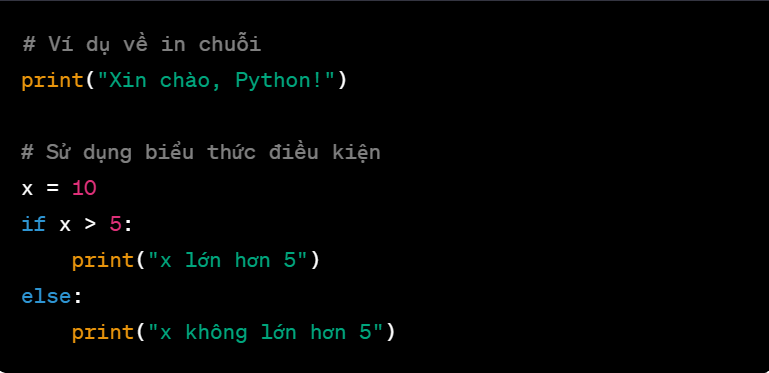 # Ví dụ về in chuỗi
print("Xin chào, Python!")
# Sử dụng biểu thức điều kiện
x = 10
if x > 5:
    print("x lớn hơn 5")
else:
    print("x không lớn hơn 5")